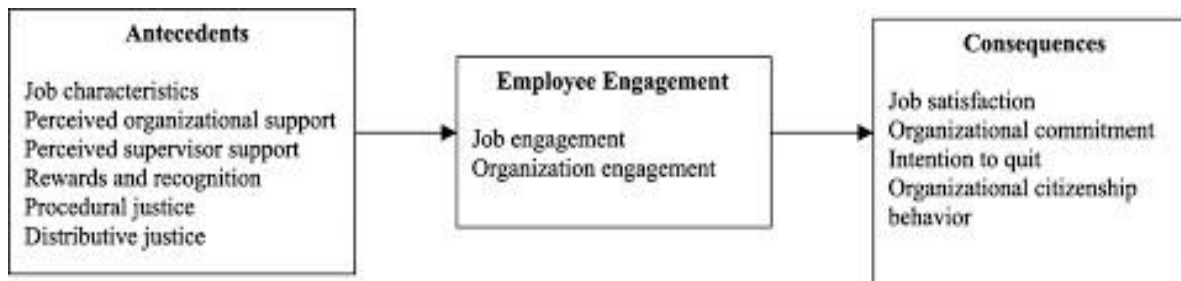 Antecedents
Job characteristics
Perceived organizational support
Perceived supervisor support
Rewards and recognition
Procedural justice
Distributive justice
Employee Engagement
Job engagement
Organization engagement
Consequences
Job satisfaction
Organizational commitment
Intention to quit
Organizational citizenship
behavior